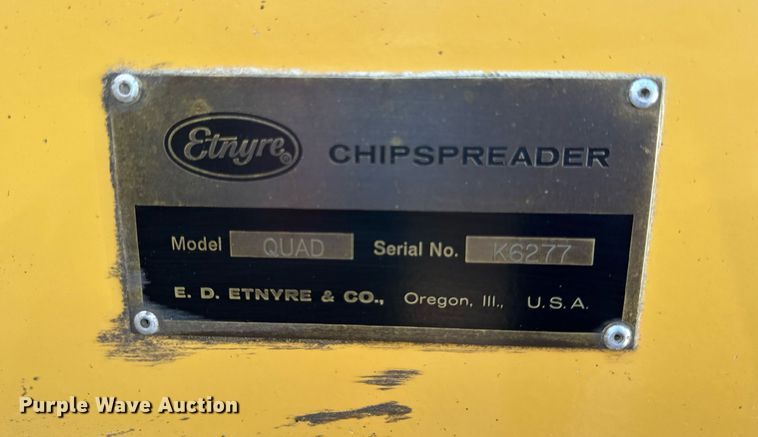 Etnyre® CHIPSPREADER
Model QUAD Serial No. K6277
E. D. ETNYRE & CO., Oregon, Ill., U.S.A.
Purple Wave Auction